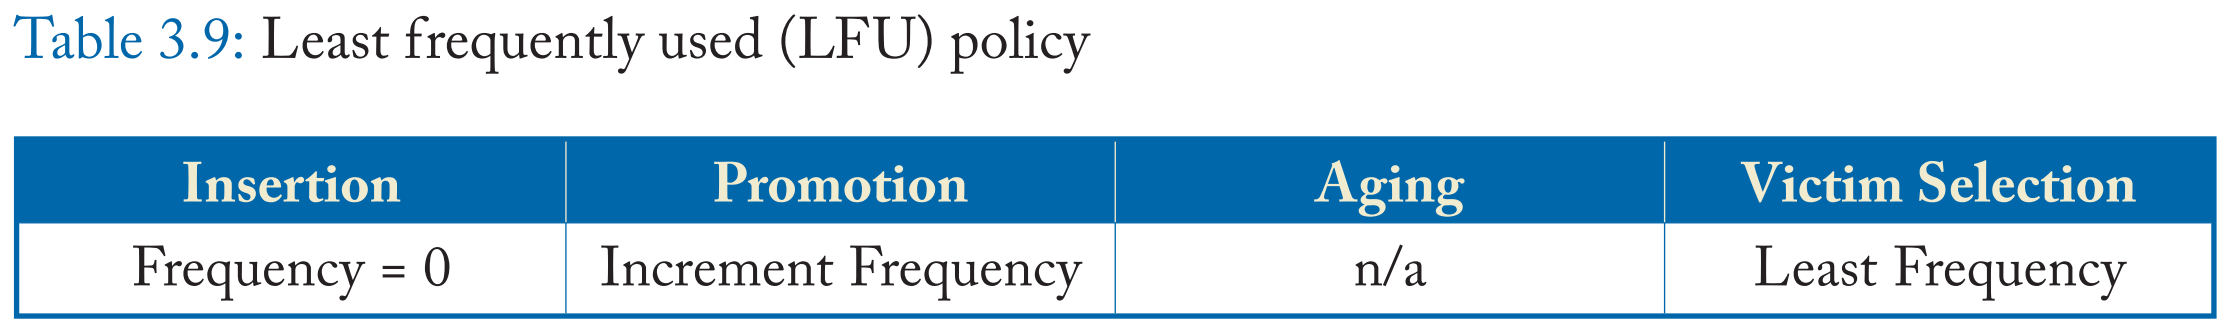 Table 3.9: Least frequently used (LFU) policy
Insertion Promotion Aging Victim Selection
Frequency = 0 Increment Frequency n/a Least Frequency